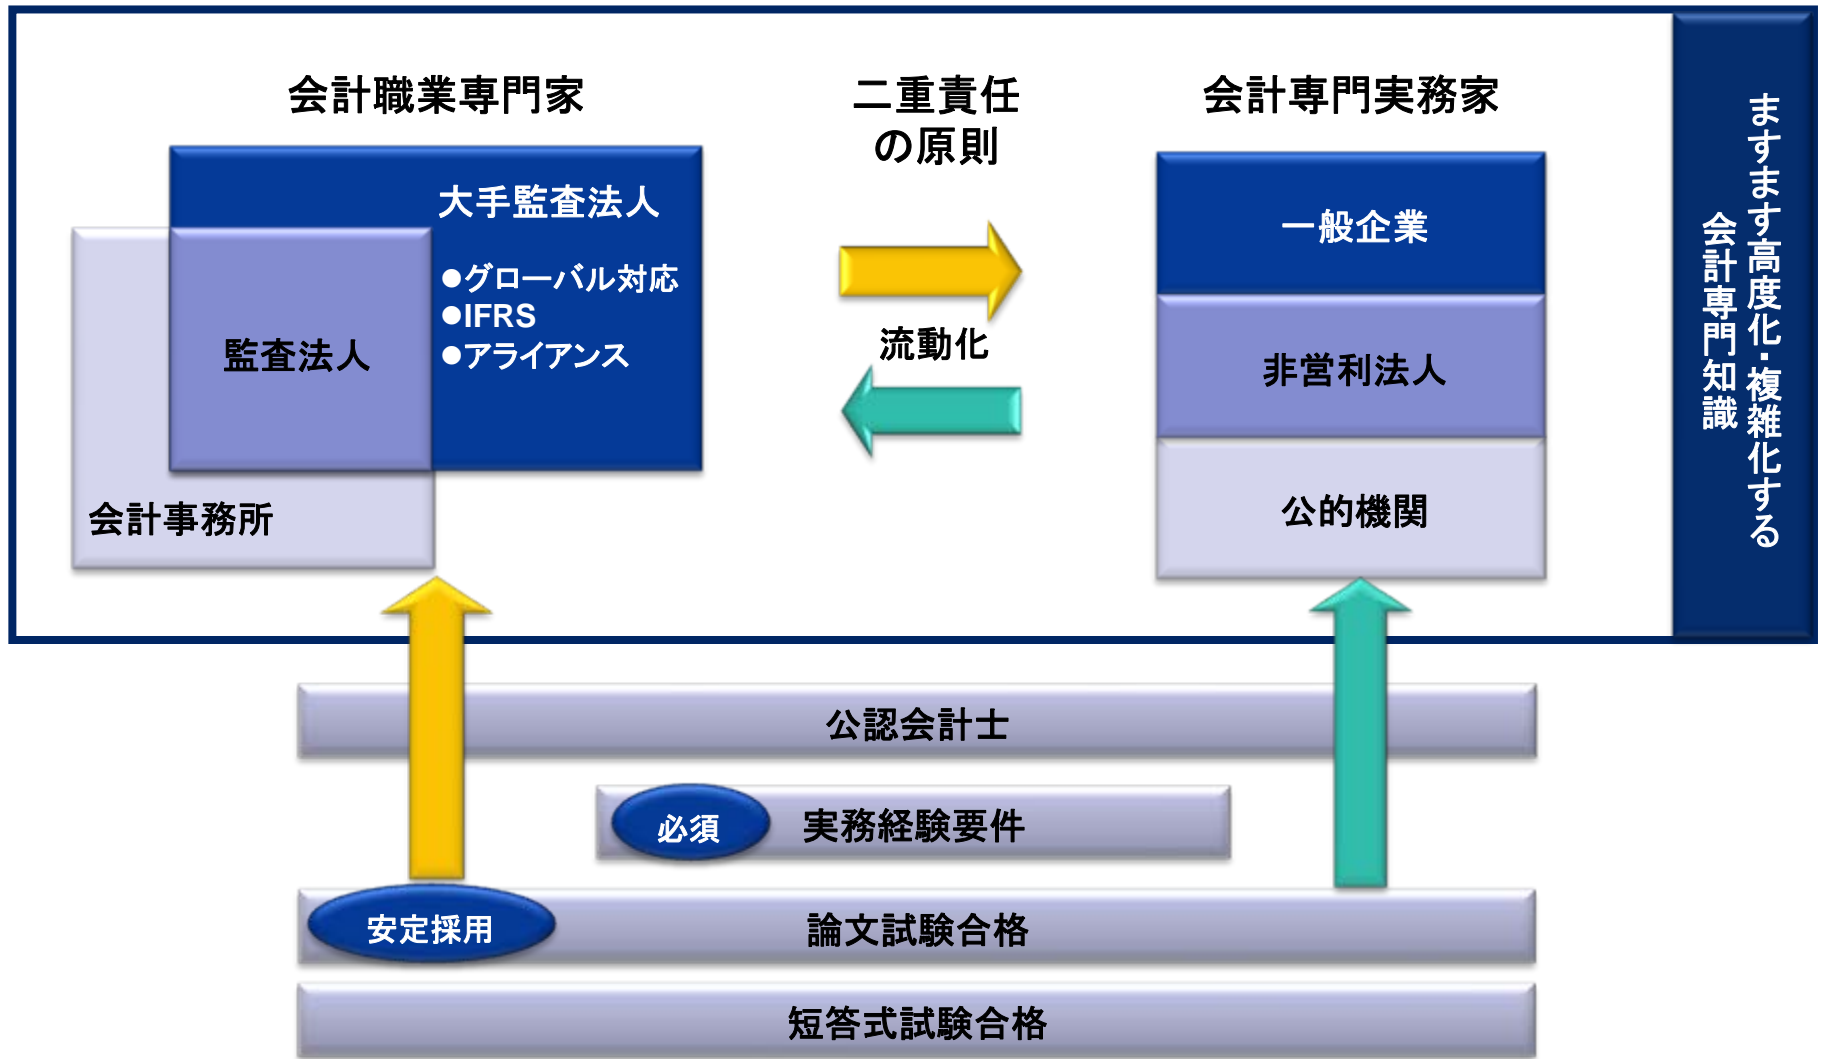 会計職業専門家
大手監査法人
●グローバル対応
●IFRS
●アライアンス
監査法人
会計事務所
二重責任
の原則
流動化
会計専門実務家
一般企業
非営利法人
公的機関
ますます高度化・複雑化する
会計専門知識
公認会計士
必須
実務経験要件
安定採用
論文試験合格
短答式試験合格